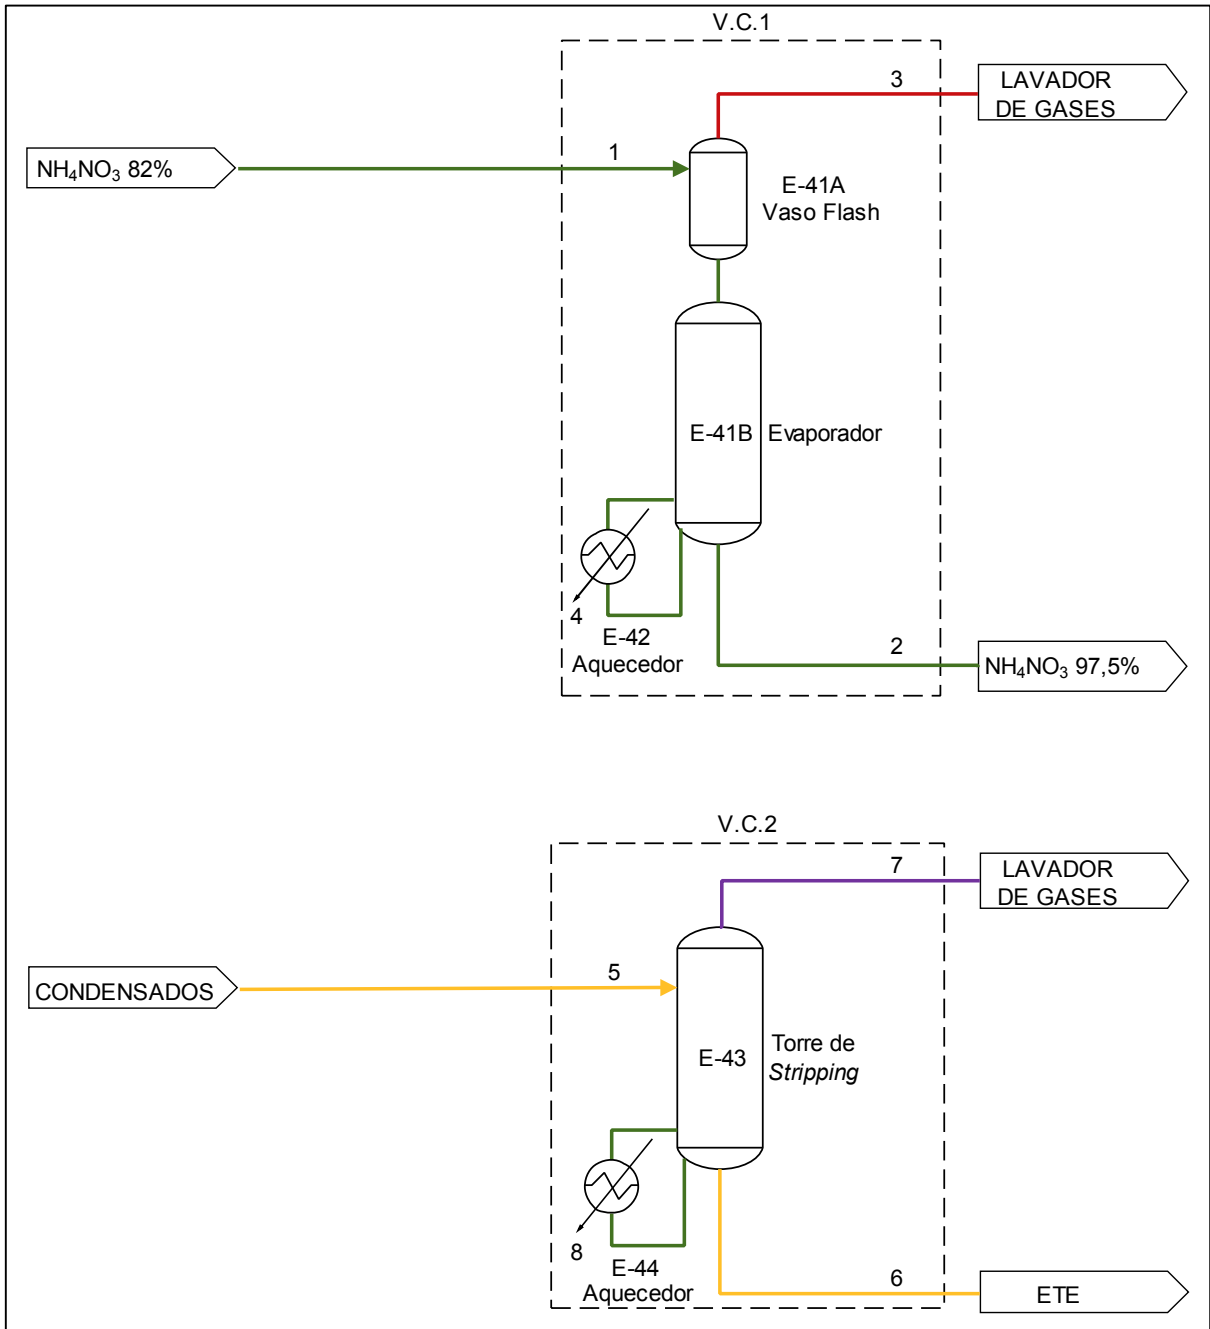 V.C.1
3
LAVADOR
DE GASES
1
NH₄NO₃ 82%
E-41A
Vaso Flash
E-41B
Evaporador
4
E-42
Aquecedor
2
NH₄NO₃ 97,5%
V.C.2
7
LAVADOR
DE GASES
5
CONDENSADOS
E-43
Torre de
Stripping
8
E-44
Aquecedor
6
ETE